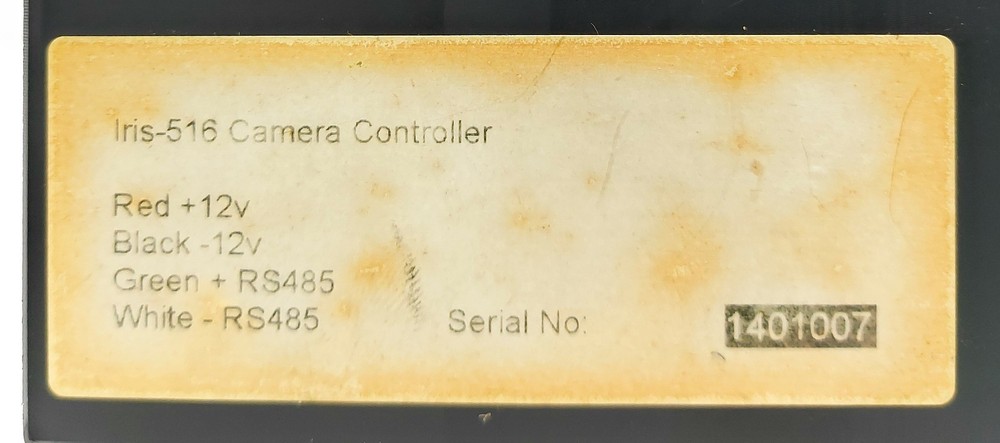 Iris-516 Camera Controller
Red +12v
Black -12v
Green + RS485
White - RS485
Serial No: 1401007